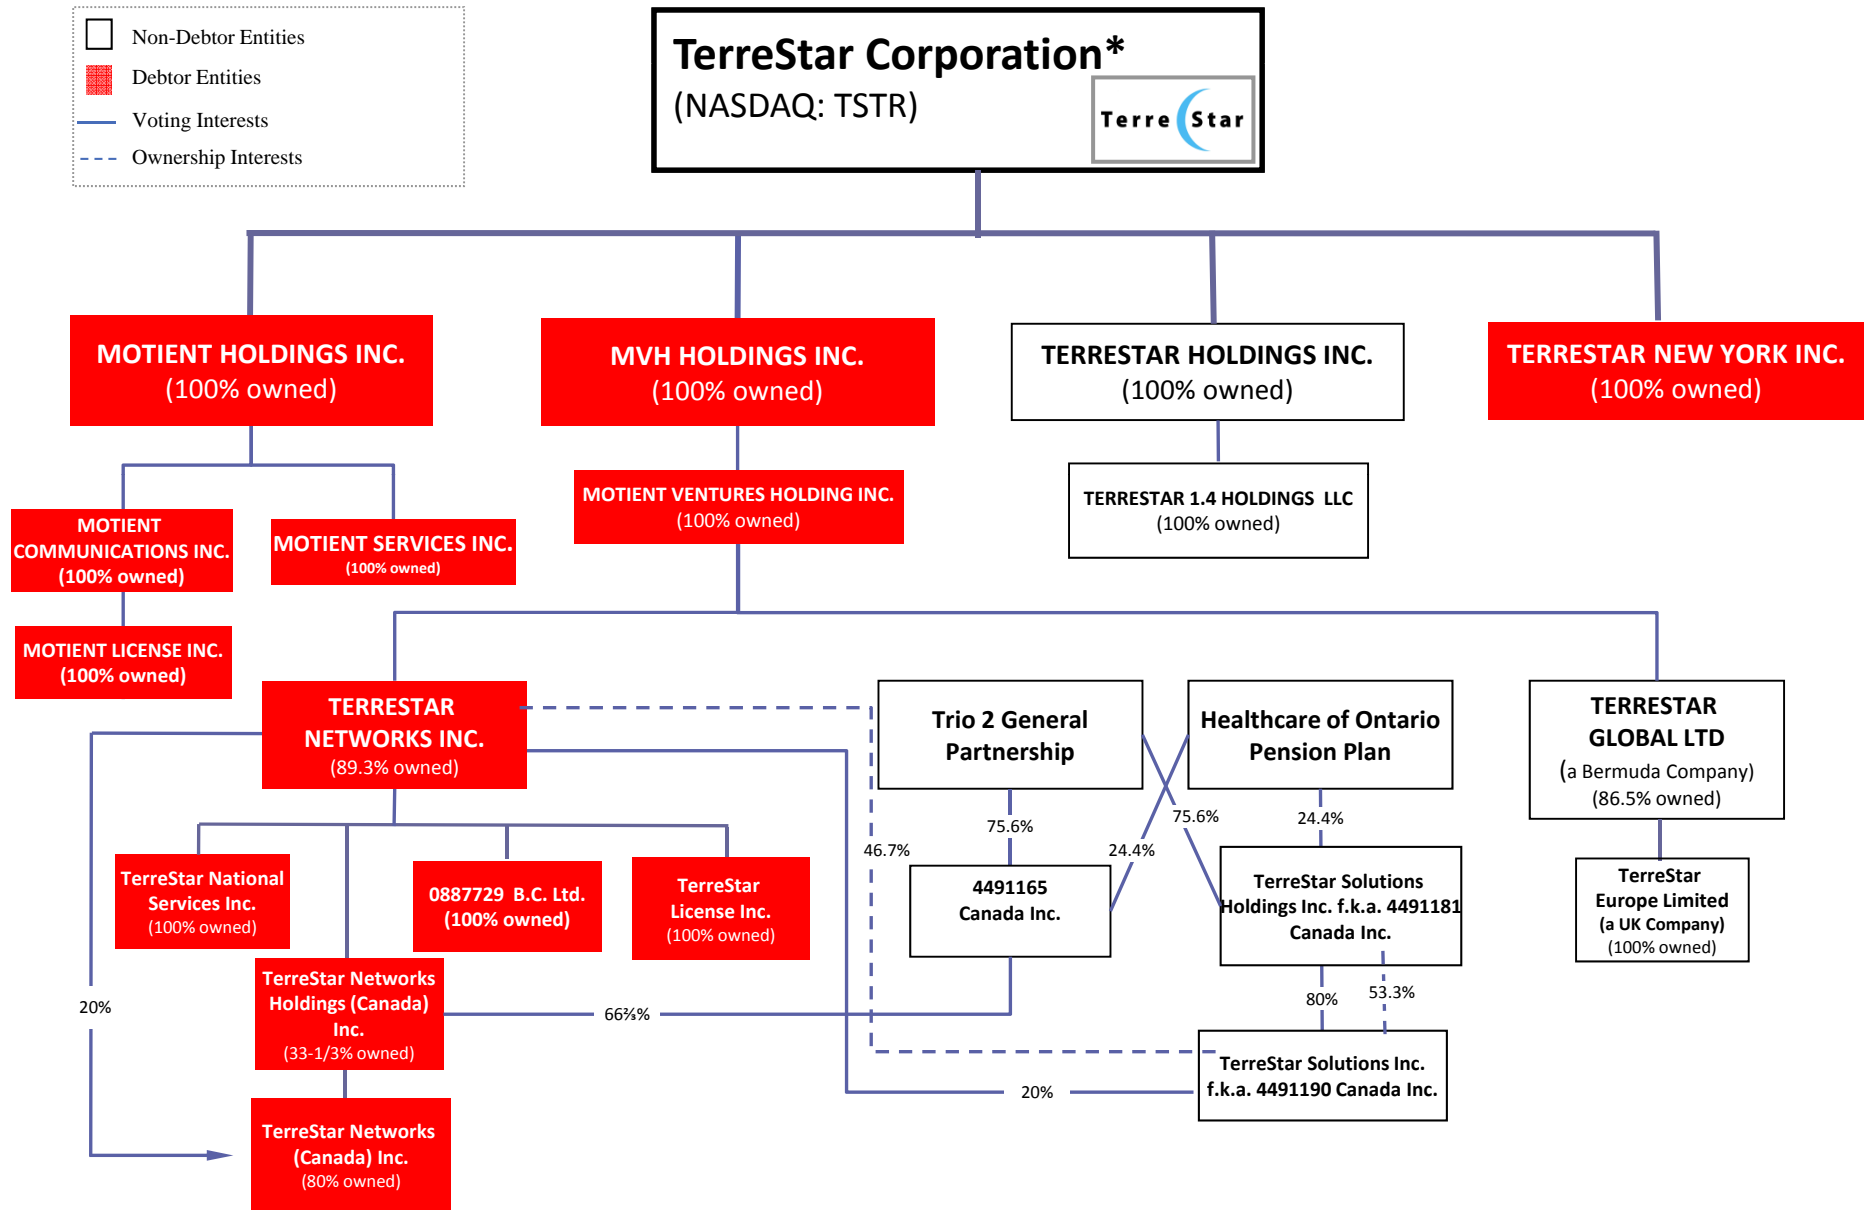 Non-Debtor Entities
Debtor Entities
Voting Interests
Ownership Interests
TerreStar Corporation*
(NASDAQ: TSTR)
Terre Star
MOTIENT HOLDINGS INC.
(100% owned)
MVH HOLDINGS INC.
(100% owned)
TERRESTAR HOLDINGS INC.
(100% owned)
TERRESTAR NEW YORK INC.
(100% owned)
MOTIENT
COMMUNICATIONS INC.
(100% owned)
MOTIENT SERVICES INC.
(100% owned)
MOTIENT VENTURES HOLDING INC.
(100% owned)
TERRESTAR 1.4 HOLDINGS LLC
(100% owned)
MOTIENT LICENSE INC.
(100% owned)
TERRESTAR
NETWORKS INC.
(89.3% owned)
Trio 2 General
Partnership
Healthcare of Ontario
Pension Plan
TERRESTAR
GLOBAL LTD
(a Bermuda Company)
(86.5% owned)
75.6%
24.4%
75.6%
24.4%
46.7%
TerreStar National
Services Inc.
(100% owned)
0887729 B.C. Ltd.
(100% owned)
TerreStar
License Inc.
(100% owned)
4491165
Canada Inc.
TerreStar Solutions
Holdings Inc. f.k.a. 4491181
Canada Inc.
TerreStar
Europe Limited
(a UK Company)
(100% owned)
TerreStar Networks
Holdings (Canada)
Inc.
(33-1/3% owned)
20%
66⅔%
80%
53.3%
TerreStar Solutions Inc.
f.k.a. 4491190 Canada Inc.
20%
TerreStar Networks
(Canada) Inc.
(80% owned)